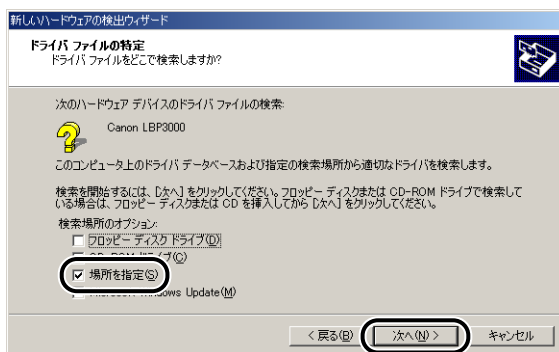 新しいハードウェアの検出ウィザード
ドライバ ファイルの特定
ドライバ ファイルをどこで検索しますか?
次のハードウェア デバイスのドライバ ファイルの検索:
Canon LBP3000
このコンピュータ上のドライバ データベースおよび指定の検索場所から適切なドライバを検索します。
検索を開始するには、[次へ] をクリックしてください。フロッピー ディスクまたは CD-ROM ドライブで検索して
いる場合は、フロッピー ディスクまたは CD を挿入してから [次へ] をクリックしてください。
検索場所のオプション:
フロッピー ディスク ドライブ(D)
CD-ROM ドライブ(C)
場所を指定(S)
Microsoft Windows Update(M)
< 戻る(B) 次へ(N) > キャンセル